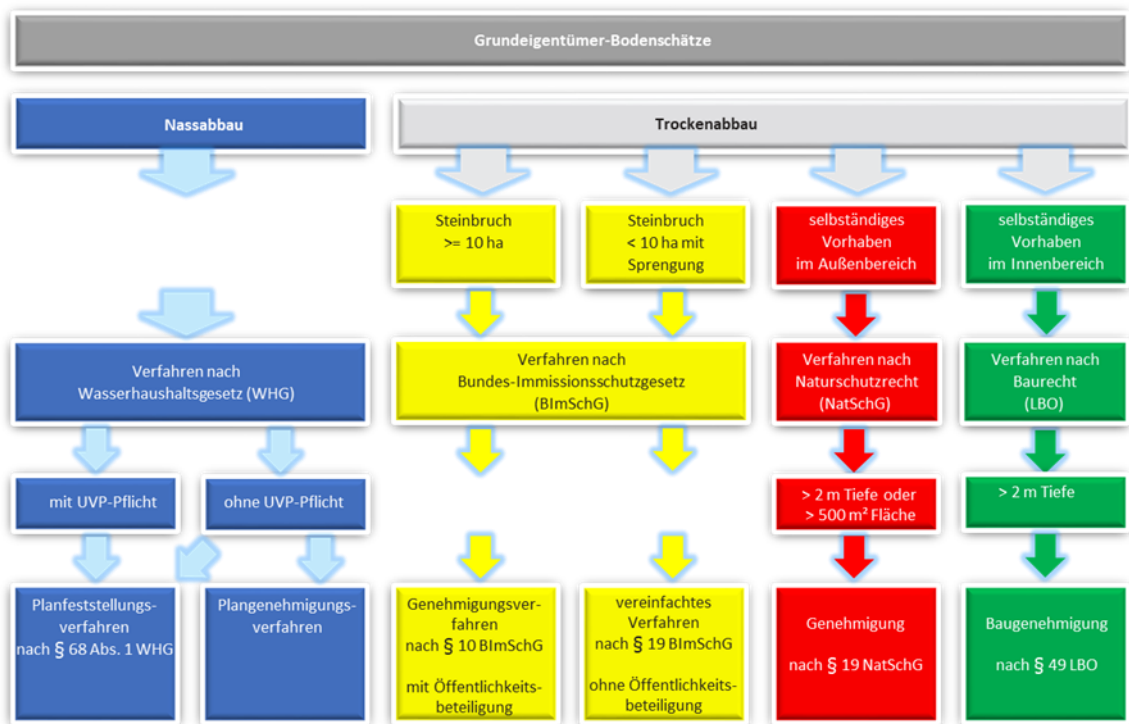 Grundeigentümer-Bodenschätze
Nassabbau
Trockenabbau
Steinbruch
>= 10 ha
Steinbruch
< 10 ha mit
Sprengung
selbständiges
Vorhaben
im Außenbereich
selbständiges
Vorhaben
im Innenbereich
Verfahren nach
Wasserhaushaltsgesetz (WHG)
Verfahren nach
Bundes-Immissionsschutzgesetz
(BImSchG)
Verfahren nach
Naturschutzrecht
(NatSchG)
Verfahren nach
Baurecht
(LBO)
mit UVP-Pflicht
ohne UVP-Pflicht
> 2 m Tiefe oder
> 500 m² Fläche
> 2 m Tiefe
Planfeststellungs-
verfahren
nach § 68 Abs. 1 WHG
Plangenehmigungs-
verfahren
Genehmigungsver-
fahren
nach § 10 BImSchG
mit Öffentlichkeits-
beteiligung
vereinfachtes
Verfahren
nach § 19 BImSchG
ohne Öffentlichkeits-
beteiligung
Genehmigung
nach § 19 NatSchG
Baugenehmigung
nach § 49 LBO